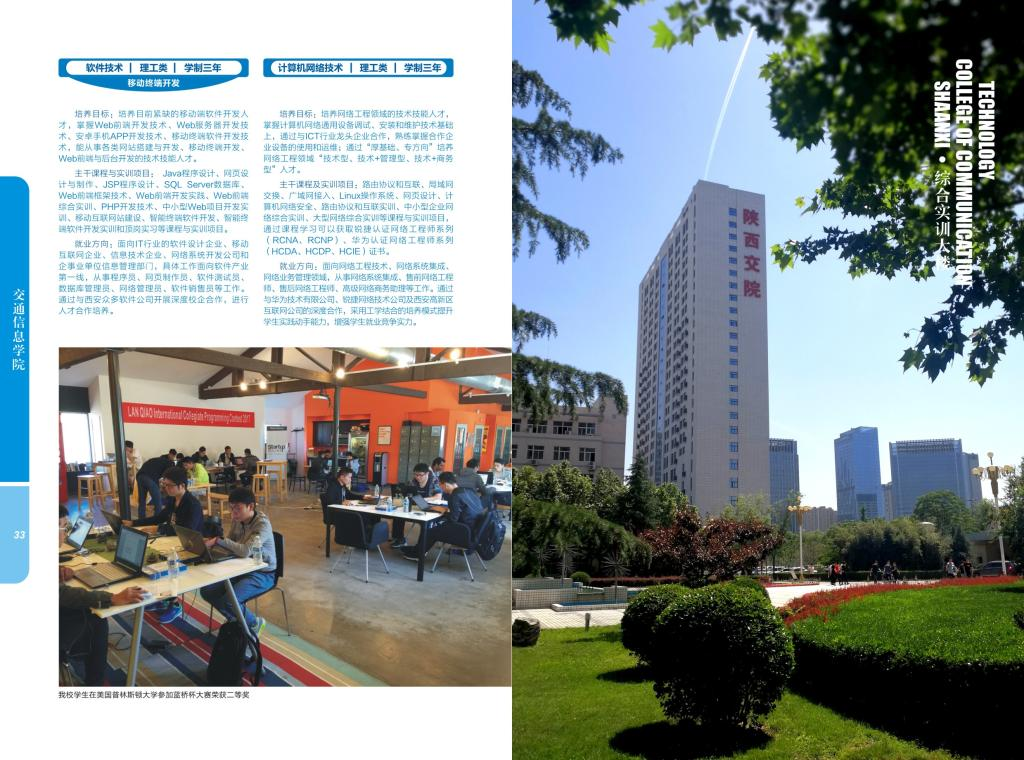 软件技术 | 理工类 | 学制三年
移动终端开发
培养目标：培养目前紧缺的移动端软件开发人
才，掌握Web前端开发技术、Web服务器开发技
术、安卓手机APP开发技术、移动终端软件开发技
术，能从事各类网站搭建与开发、移动终端开发、
Web前端与后台开发的技术技能人才。
主干课程与实训项目： Java程序设计、网页设
计与制作、JSP程序设计、SQL Server数据库、
Web前端框架技术、Web前端开发实践、Web前端
综合实训、PHP开发技术、中小型Web项目开发实
训、移动互联网站建设、智能终端软件开发、智能终
端软件开发实训和顶岗实习等课程与实训项目。
就业方向：面向IT行业的软件设计企业、移动
互联网企业、信息技术企业、网络系统开发公司和
企事业单位信息管理部门，具体工作面向软件产业
第一线，从事程序员、网页制作员、软件测试员、
数据库管理员、网络管理员、软件销售员等工作。
通过与西安众多软件公司开展深度校企合作，进行
人才合作培养。
计算机网络技术 | 理工类 | 学制三年
培养目标：培养网络工程领域的技术技能人才，
掌握计算机网络通用设备调试、安装和维护技术基础
上，通过与ICT行业龙头企业合作，熟练掌握合作企
业设备的使用和运维；通过“厚基础、专方向”培养
网络工程领域“技术型、技术+管理型、技术+商务
型”人才。
主干课程及实训项目：路由协议和互联、局域网
交换、广域网接入、Linux操作系统、网页设计、计
算机网络安全、路由协议和互联实训、中小型企业网
络综合实训、大型网络综合实训等课程与实训项目，
通过课程学习可以获取锐捷认证网络工程师系列
（RCNA、RCNP）、华为认证网络工程师系列
（HCDA、HCDP、HCIE）证书。
就业方向：面向网络工程技术、网络系统集成、
网络业务管理领域，从事网络系统集成、售前网络工程
师、售后网络工程师、高级网络商务助理等工作。通过
与华为技术有限公司、锐捷网络技术公司及西安高新区
互联网公司的深度合作，采用工学结合的培养模式提升
学生实践动手能力，增强学生就业竞争实力。
交通信息学院
33
LAN QIAO International Collegiate Programming Contest 2017
Startup
我校学生在美国普林斯顿大学参加蓝桥杯大赛荣获二等奖
陕西交院
TECHNOLOGY
COLLEGE OF COMMUNICATION
SHAANXI • 综合实训大